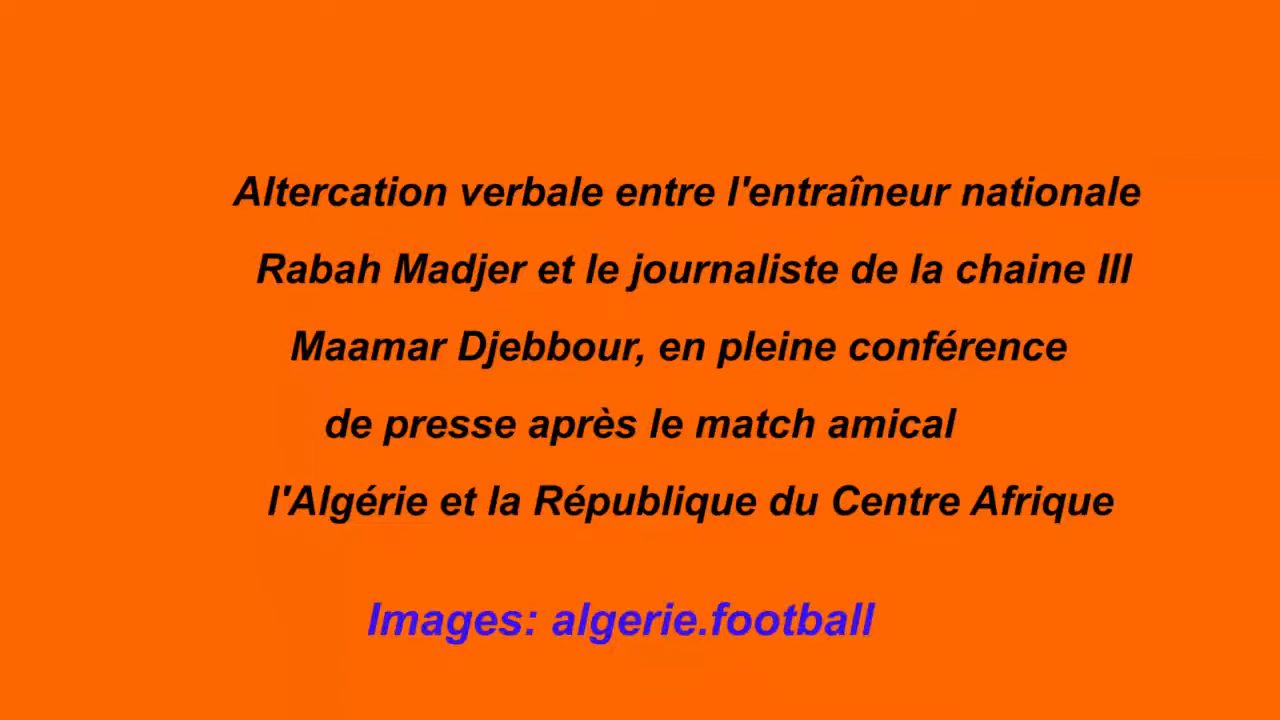 Altercation verbale entre l'entraîneur nationale
Rabah Madjer et le journaliste de la chaine III
Maamar Djebbour, en pleine conférence
de presse après le match amical
l'Algérie et la République du Centre Afrique
Images: algerie.football